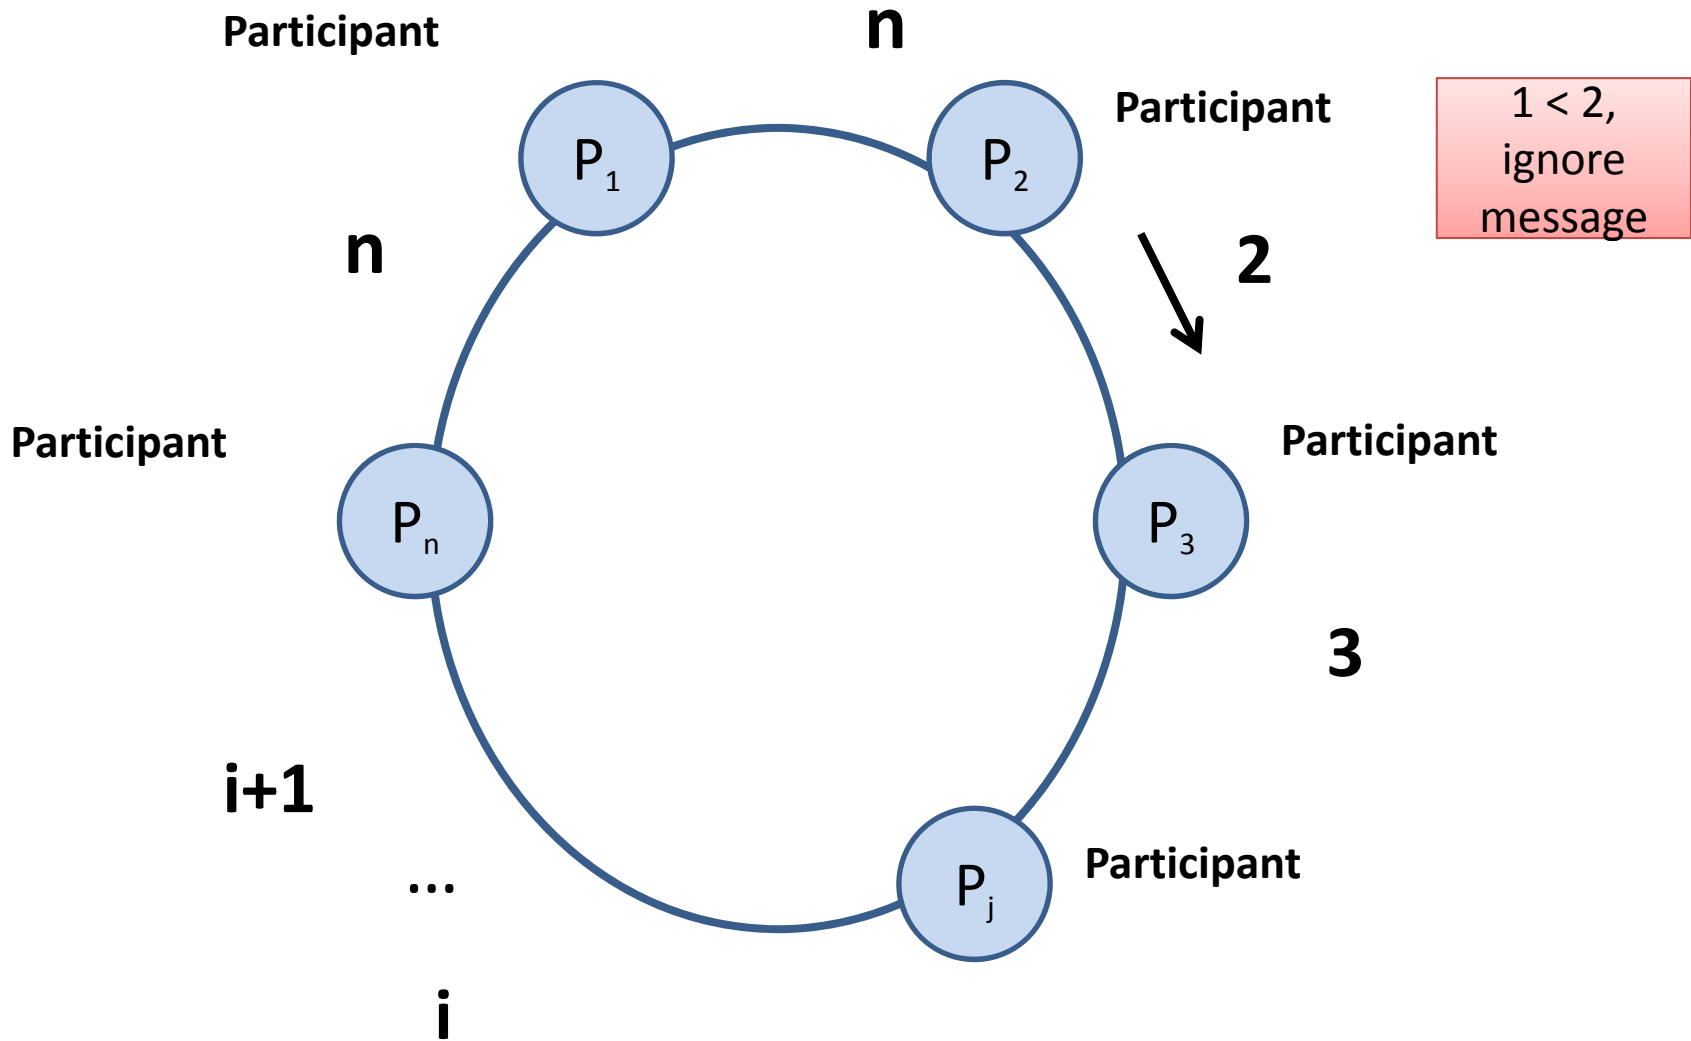 Participant
n
Participant
1 < 2,
ignore
message
P₁
P₂
n
2
Participant
Participant
Pₙ
P₃
3
i+1
...
Pⱼ
Participant
i